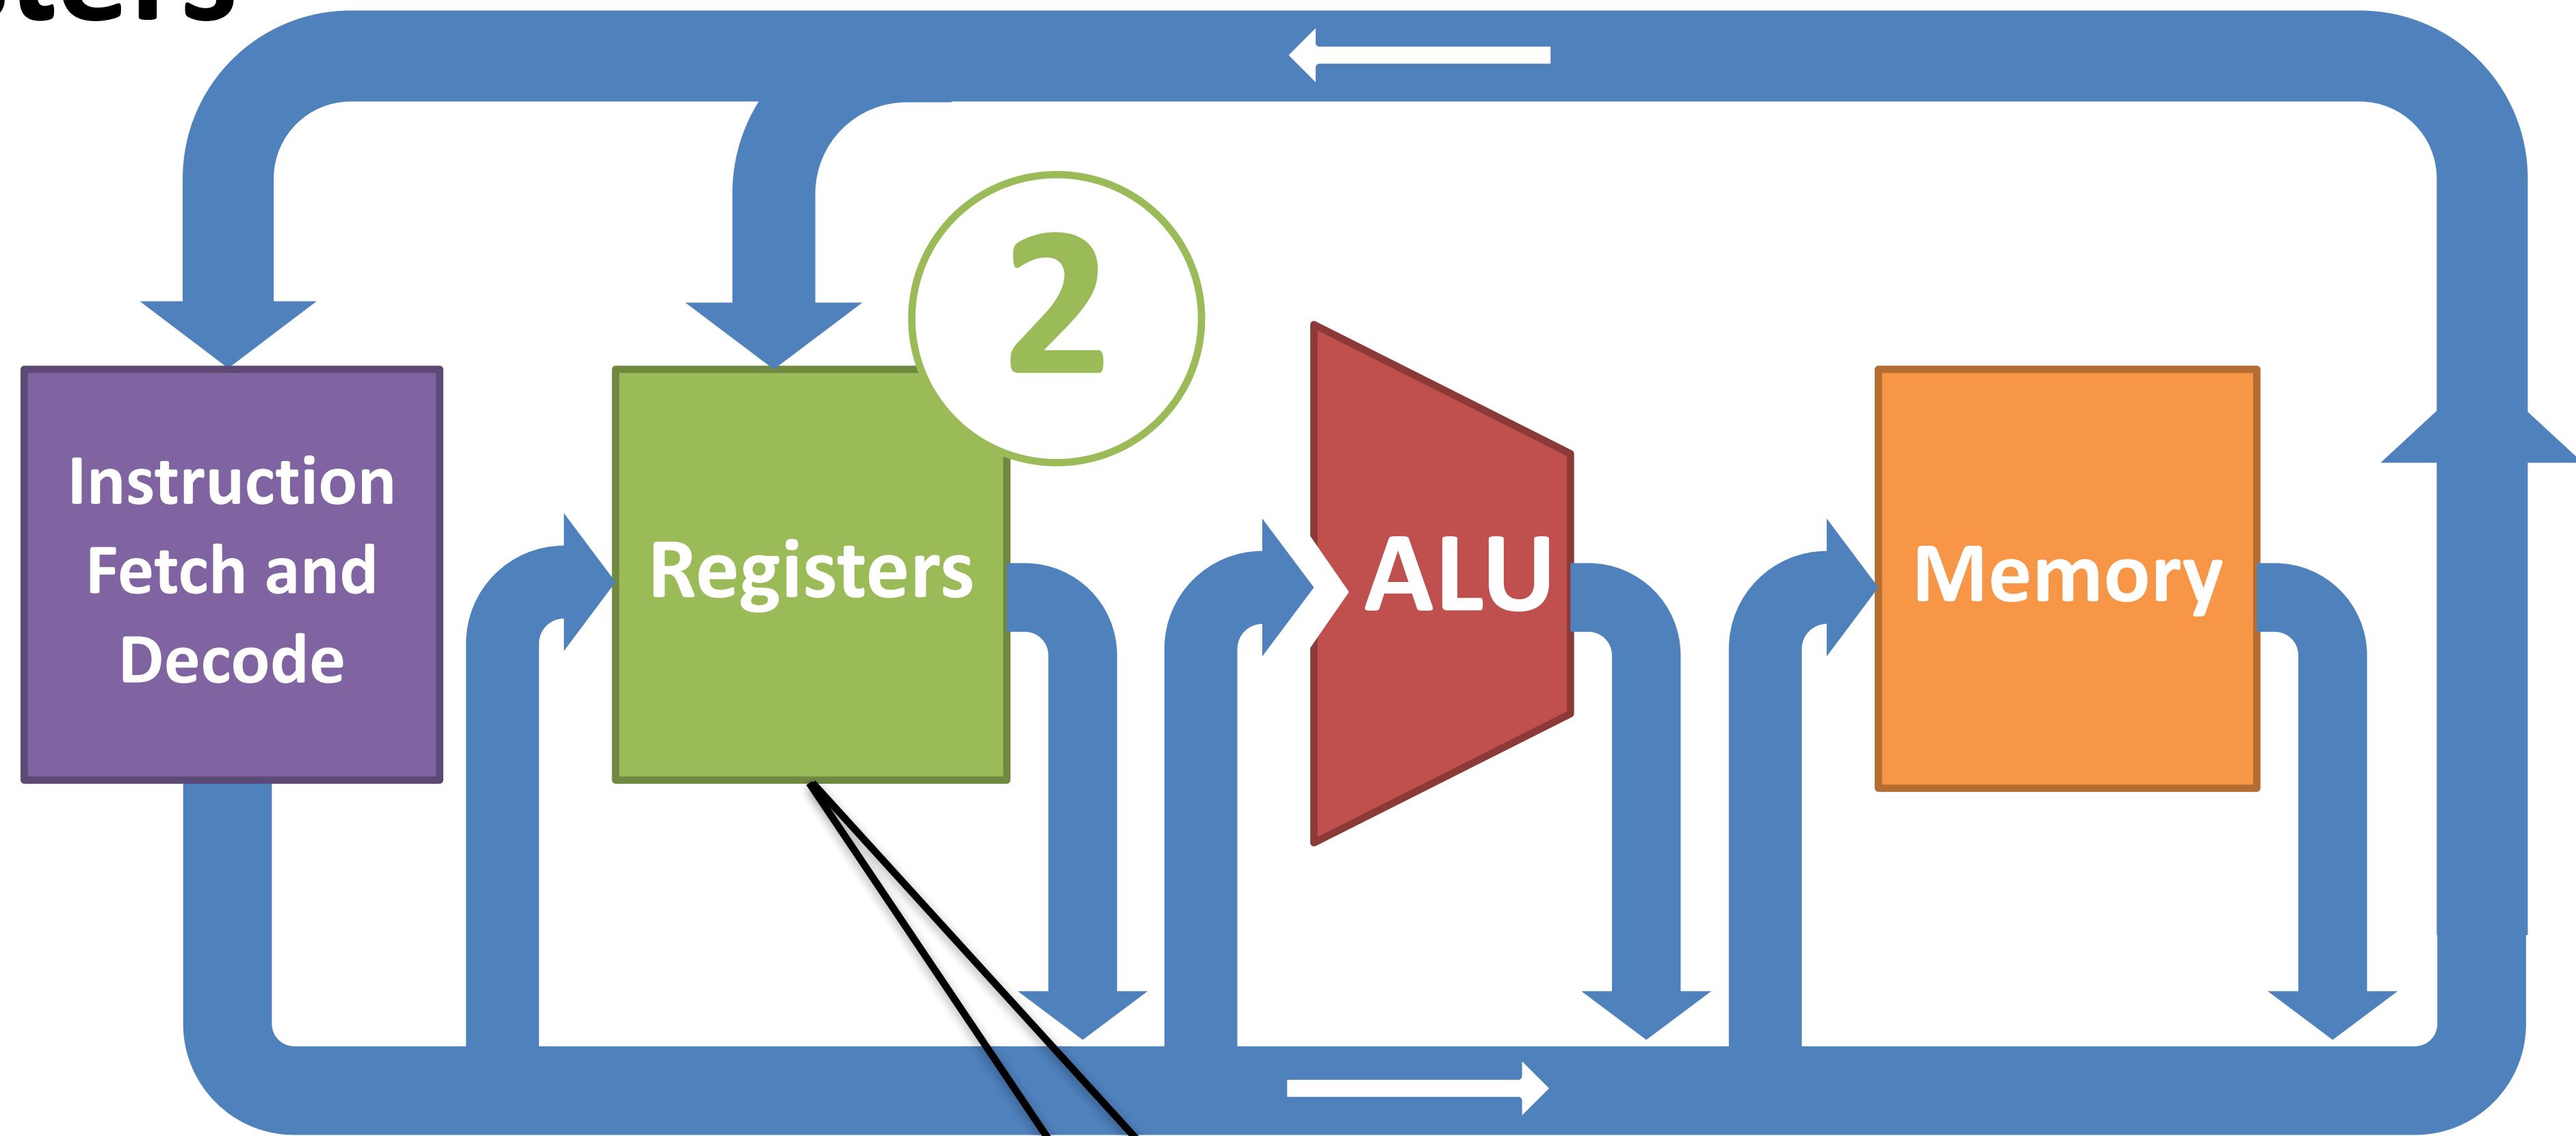 2
Instruction
Fetch and
Decode
Registers
ALU
Memory